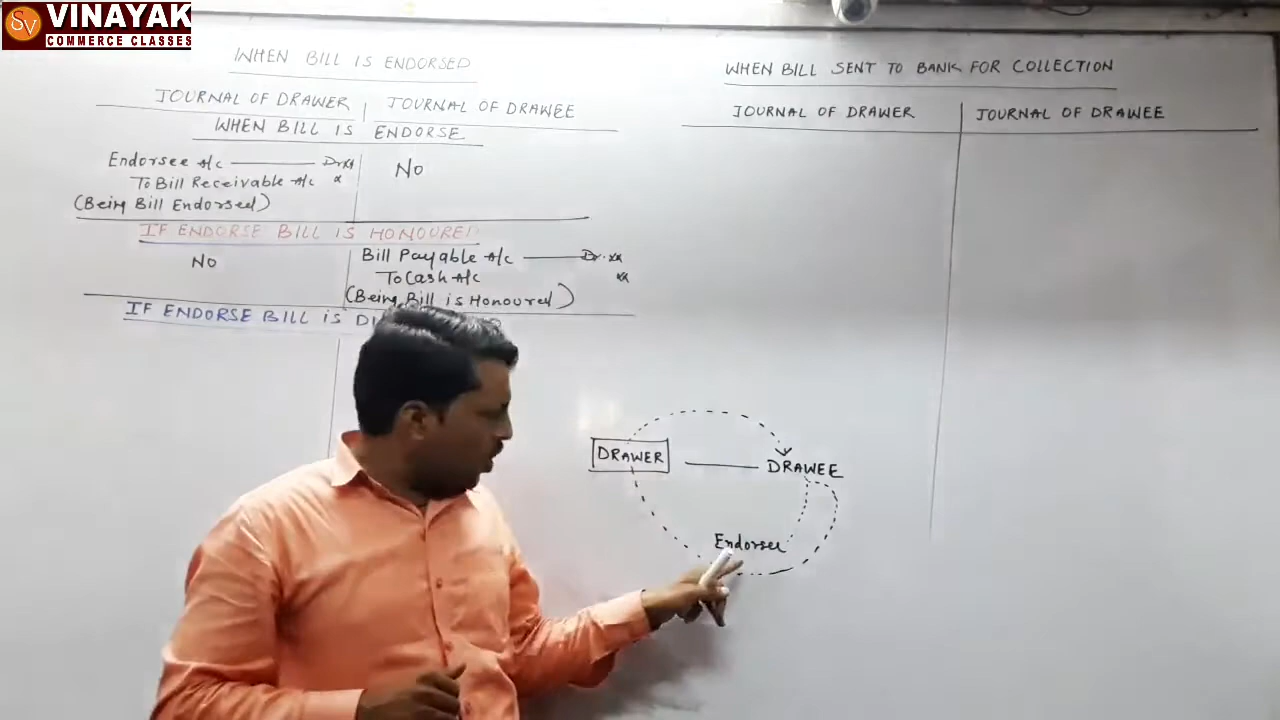 SV VINAYAK
COMMERCE CLASSES
WHEN BILL IS ENDORSED
JOURNAL OF DRAWER JOURNAL OF DRAWEE
WHEN BILL IS ENDORSE
Endorsee A/c Dr xx
To Bill Receivable A/c x
(Being Bill Endorsed)
No
IF ENDORSE BILL IS HONOURED
No
Bill Payable A/c Dr. xx
To Cash A/c xx
(Being Bill is Honoured)
IF ENDORSE BILL IS
WHEN BILL SENT TO BANK FOR COLLECTION
JOURNAL OF DRAWER JOURNAL OF DRAWEE
DRAWER DRAWEE
Endorsee